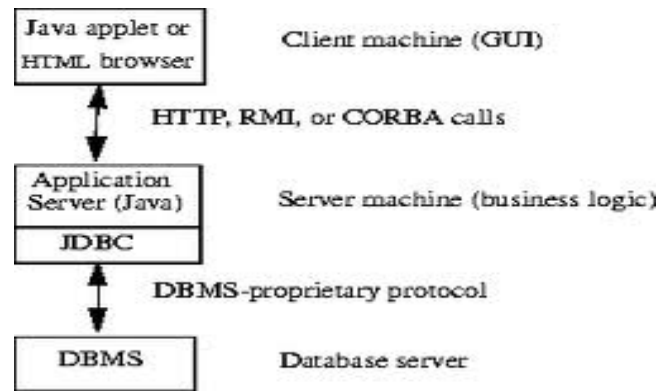 Java applet or
HTML browser
Client machine (GUI)
HTTP, RMI, or CORBA calls
Application
Server (Java)
JDBC
Server machine (business logic)
DBMS-proprietary protocol
DBMS
Database server